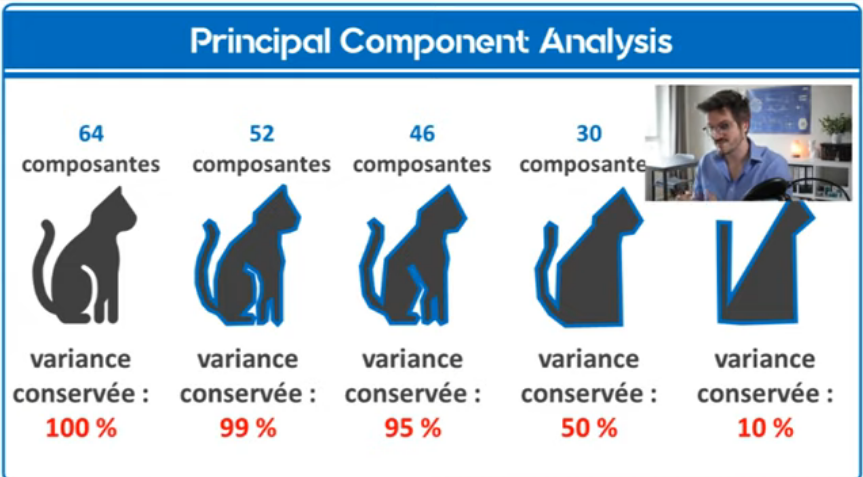 Principal Component Analysis
64
composantes
52
composantes
46
composantes
30
composante
variance
conservée :
100 %
variance
conservée :
99 %
variance
conservée :
95 %
variance
conservée :
50 %
variance
conservée :
10 %